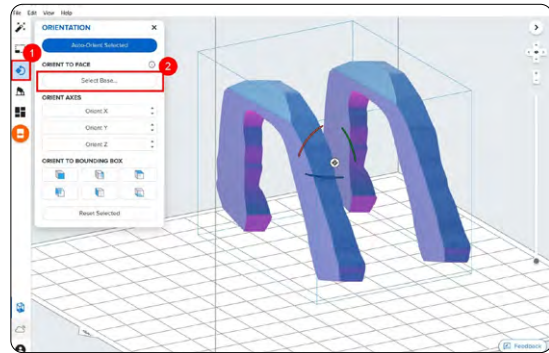 File Edit View Help
ORIENTATION
Auto-Orient Selected
1
ORIENT TO FACE
2
Select Base...
ORIENT AXES
Orient X
Orient Y
Orient Z
ORIENT TO BOUNDING BOX
Reset Selected
Feedback